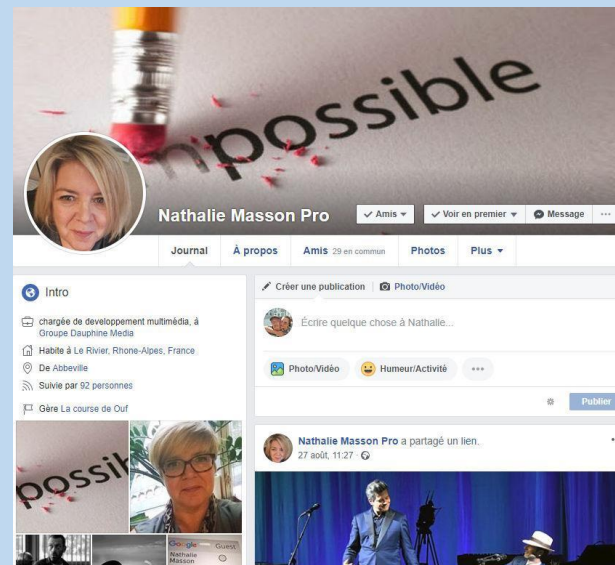 npossible
Nathalie Masson Pro
Amis
Voir en premier
Message
Journal
À propos
Amis 29 en commun
Photos
Plus
Intro
chargée de developpement multimédia, à
Groupe Dauphine Media
Habite à Le Rivier, Rhone-Alpes, France
De Abbeville
Suivie par 92 personnes
Gère La course de Ouf
possib
Google Guest
Nathalie
Masson
Créer une publication
Photo/Vidéo
Écrire quelque chose à Nathalie...
Photo/Vidéo
Humeur/Activité
Publier
Nathalie Masson Pro a partagé un lien.
27 août, 11:27